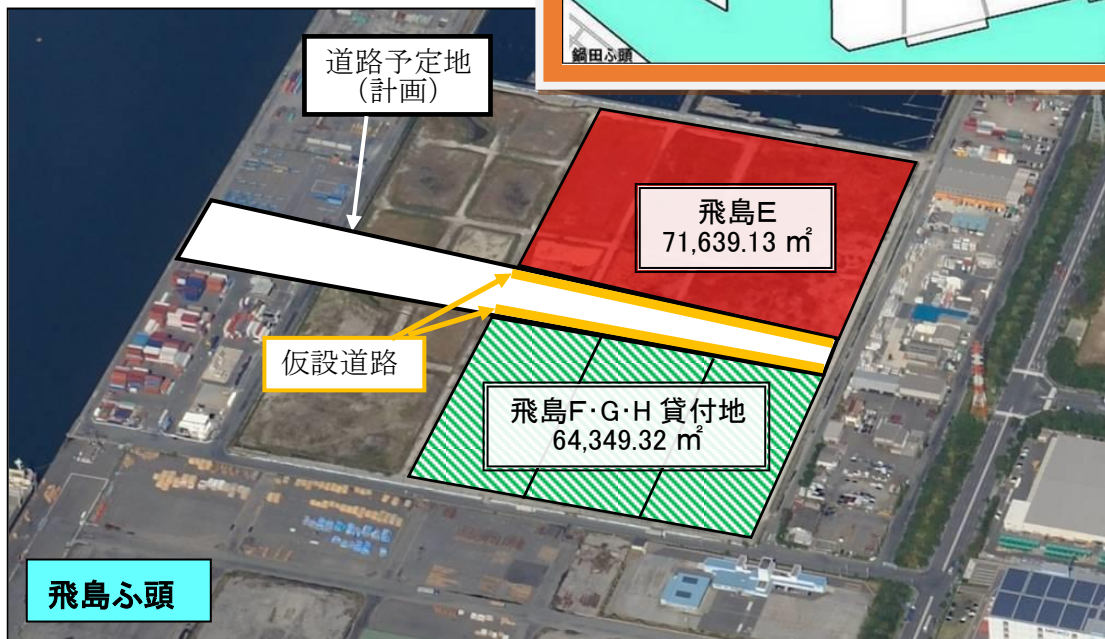 鍋田ふ頭
道路予定地
（計画）
飛島E
71,639.13 ㎡
仮設道路
飛島F・G・H 貸付地
64,349.32 ㎡
飛島ふ頭